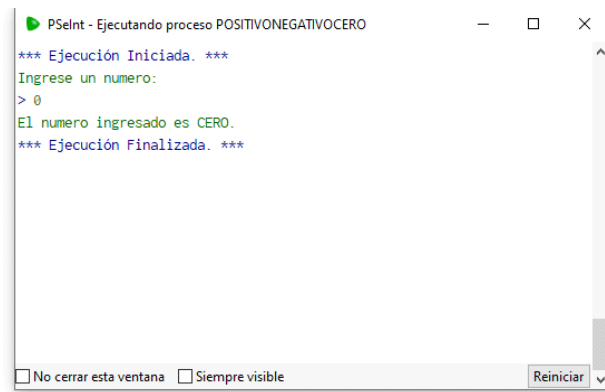 PSeInt - Ejecutando proceso POSITIVONEGATIVOCERO
*** Ejecución Iniciada. ***
Ingrese un numero:
> 0
El numero ingresado es CERO.
*** Ejecución Finalizada. ***
No cerrar esta ventana Siempre visible Reiniciar